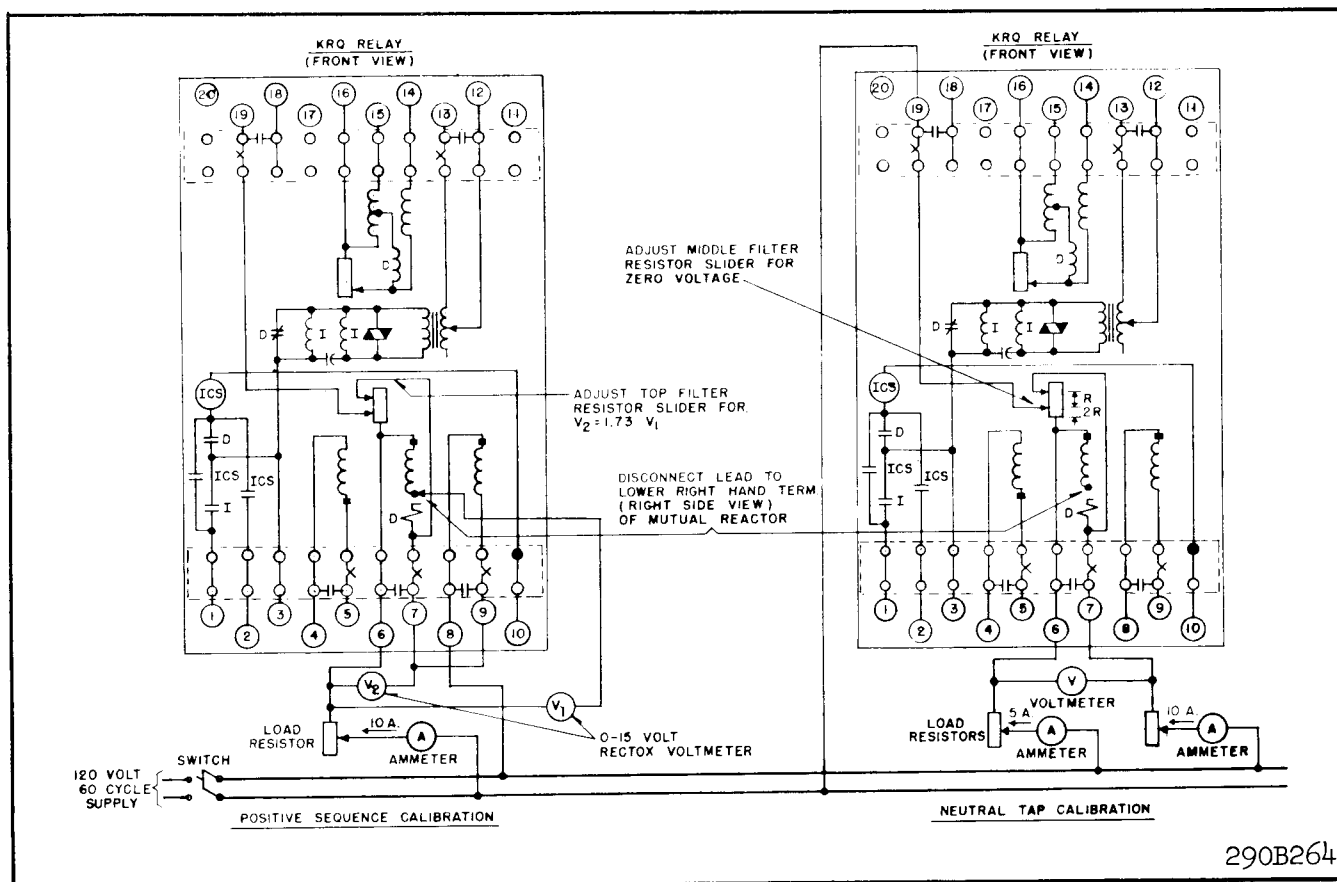 KRQ RELAY
(FRONT VIEW)
20
19
18
17
16
15
14
13
12
11
D
D
I
I
ICS
D
ICS
ICS
I
D
1
2
3
4
5
6
7
8
9
10
ADJUST TOP FILTER
RESISTOR SLIDER FOR
V2=1.73 V1
DISCONNECT LEAD TO
LOWER RIGHT HAND TERM
(RIGHT SIDE VIEW)
OF MUTUAL REACTOR
V2
V1
0-15 VOLT
RECTOX VOLTMETER
LOAD
RESISTOR
10 A.
A
AMMETER
SWITCH
120 VOLT
60 CYCLE
SUPPLY
POSITIVE SEQUENCE CALIBRATION
KRQ RELAY
(FRONT VIEW)
20
19
18
17
16
15
14
13
12
11
ADJUST MIDDLE FILTER
RESISTOR SLIDER FOR
ZERO VOLTAGE
D
D
I
I
ICS
D
ICS
ICS
I
R
2R
D
1
2
3
4
5
6
7
8
9
10
V
VOLTMETER
LOAD
RESISTORS
5 A.
A
AMMETER
10 A.
A
AMMETER
NEUTRAL TAP CALIBRATION
290B264